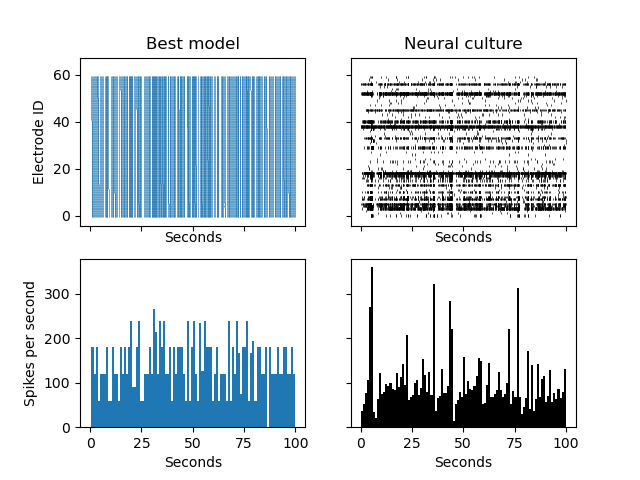 Best model
Neural culture
60
40
20
0
Electrode ID
Seconds
Seconds
300
200
100
0
Spikes per second
0 25 50 75 100
0 25 50 75 100
Seconds
Seconds